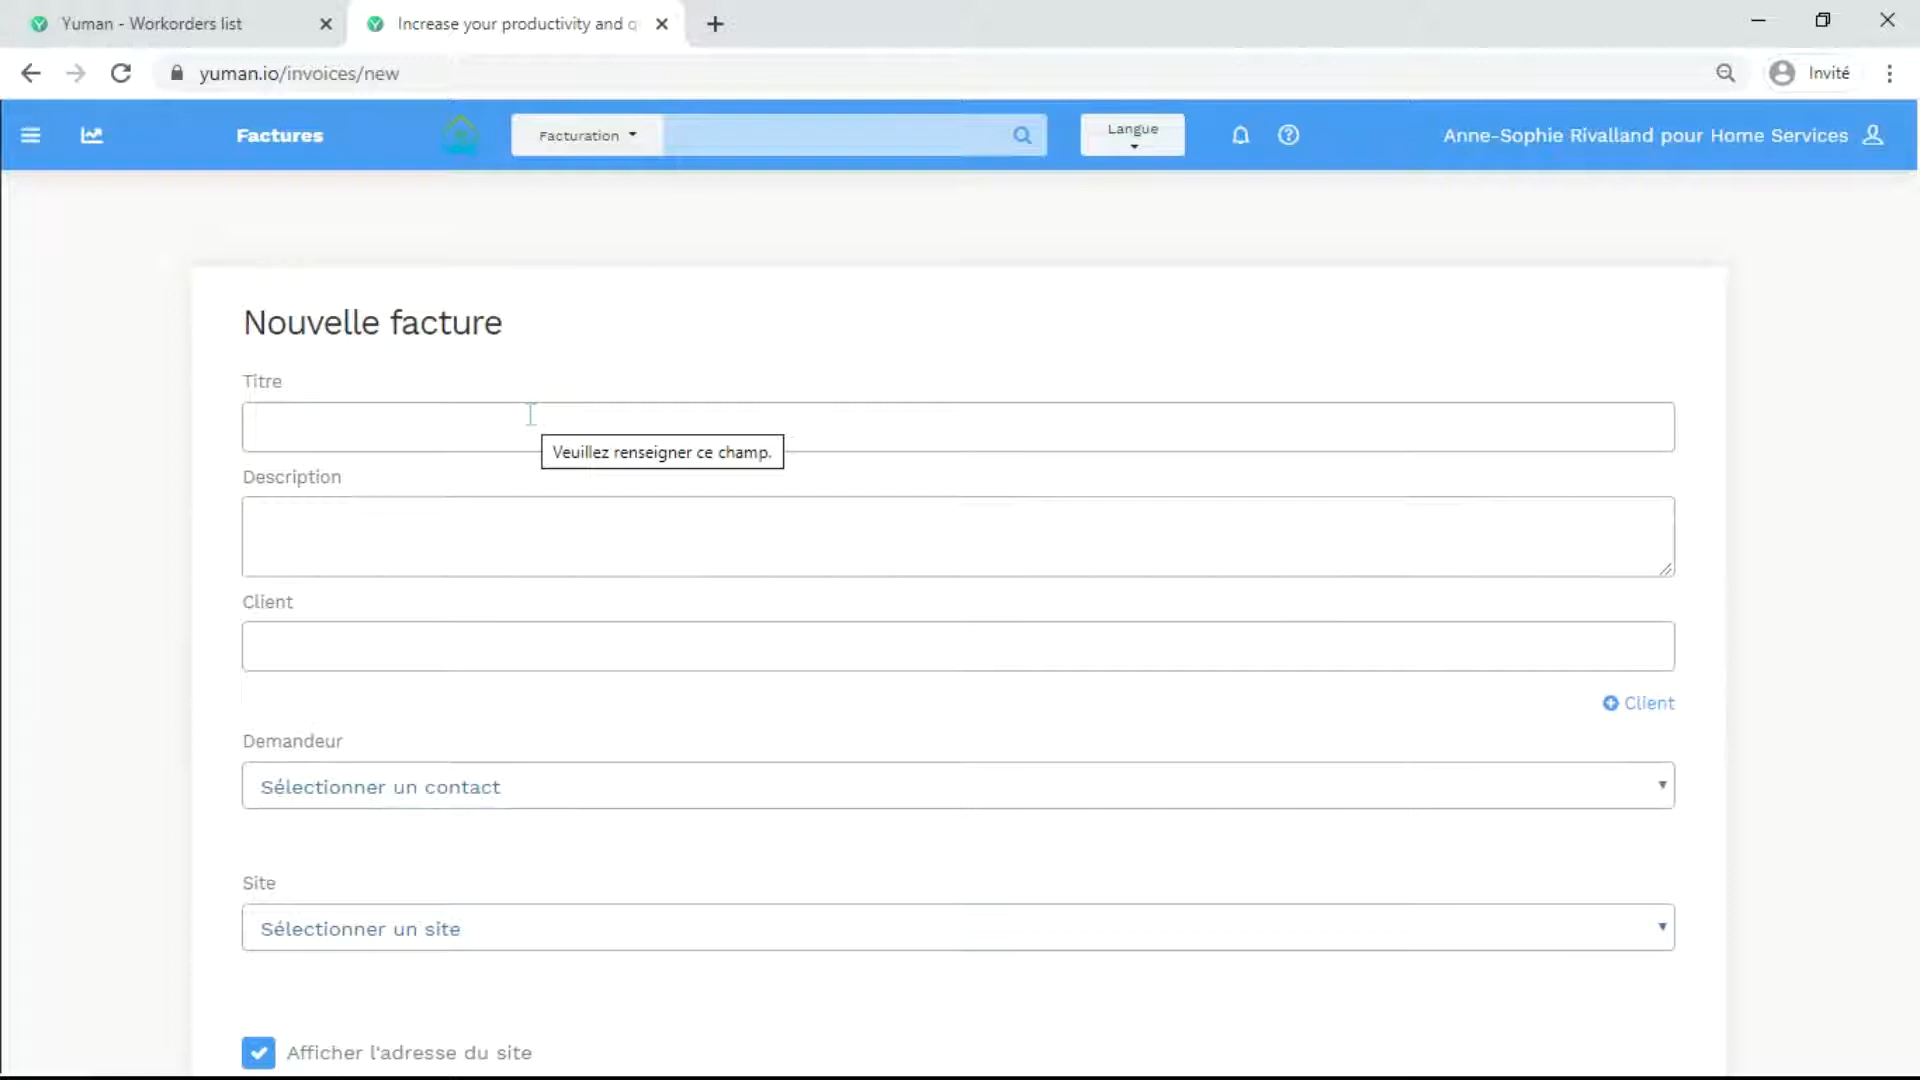 Yuman - Workorders list
Increase your productivity and q
yuman.io/invoices/new
Invité
Factures
Facturation
Langue
Anne-Sophie Rivalland pour Home Services
Nouvelle facture
Titre
Veuillez renseigner ce champ.
Description
Client
Client
Demandeur
Sélectionner un contact
Site
Sélectionner un site
Afficher l'adresse du site